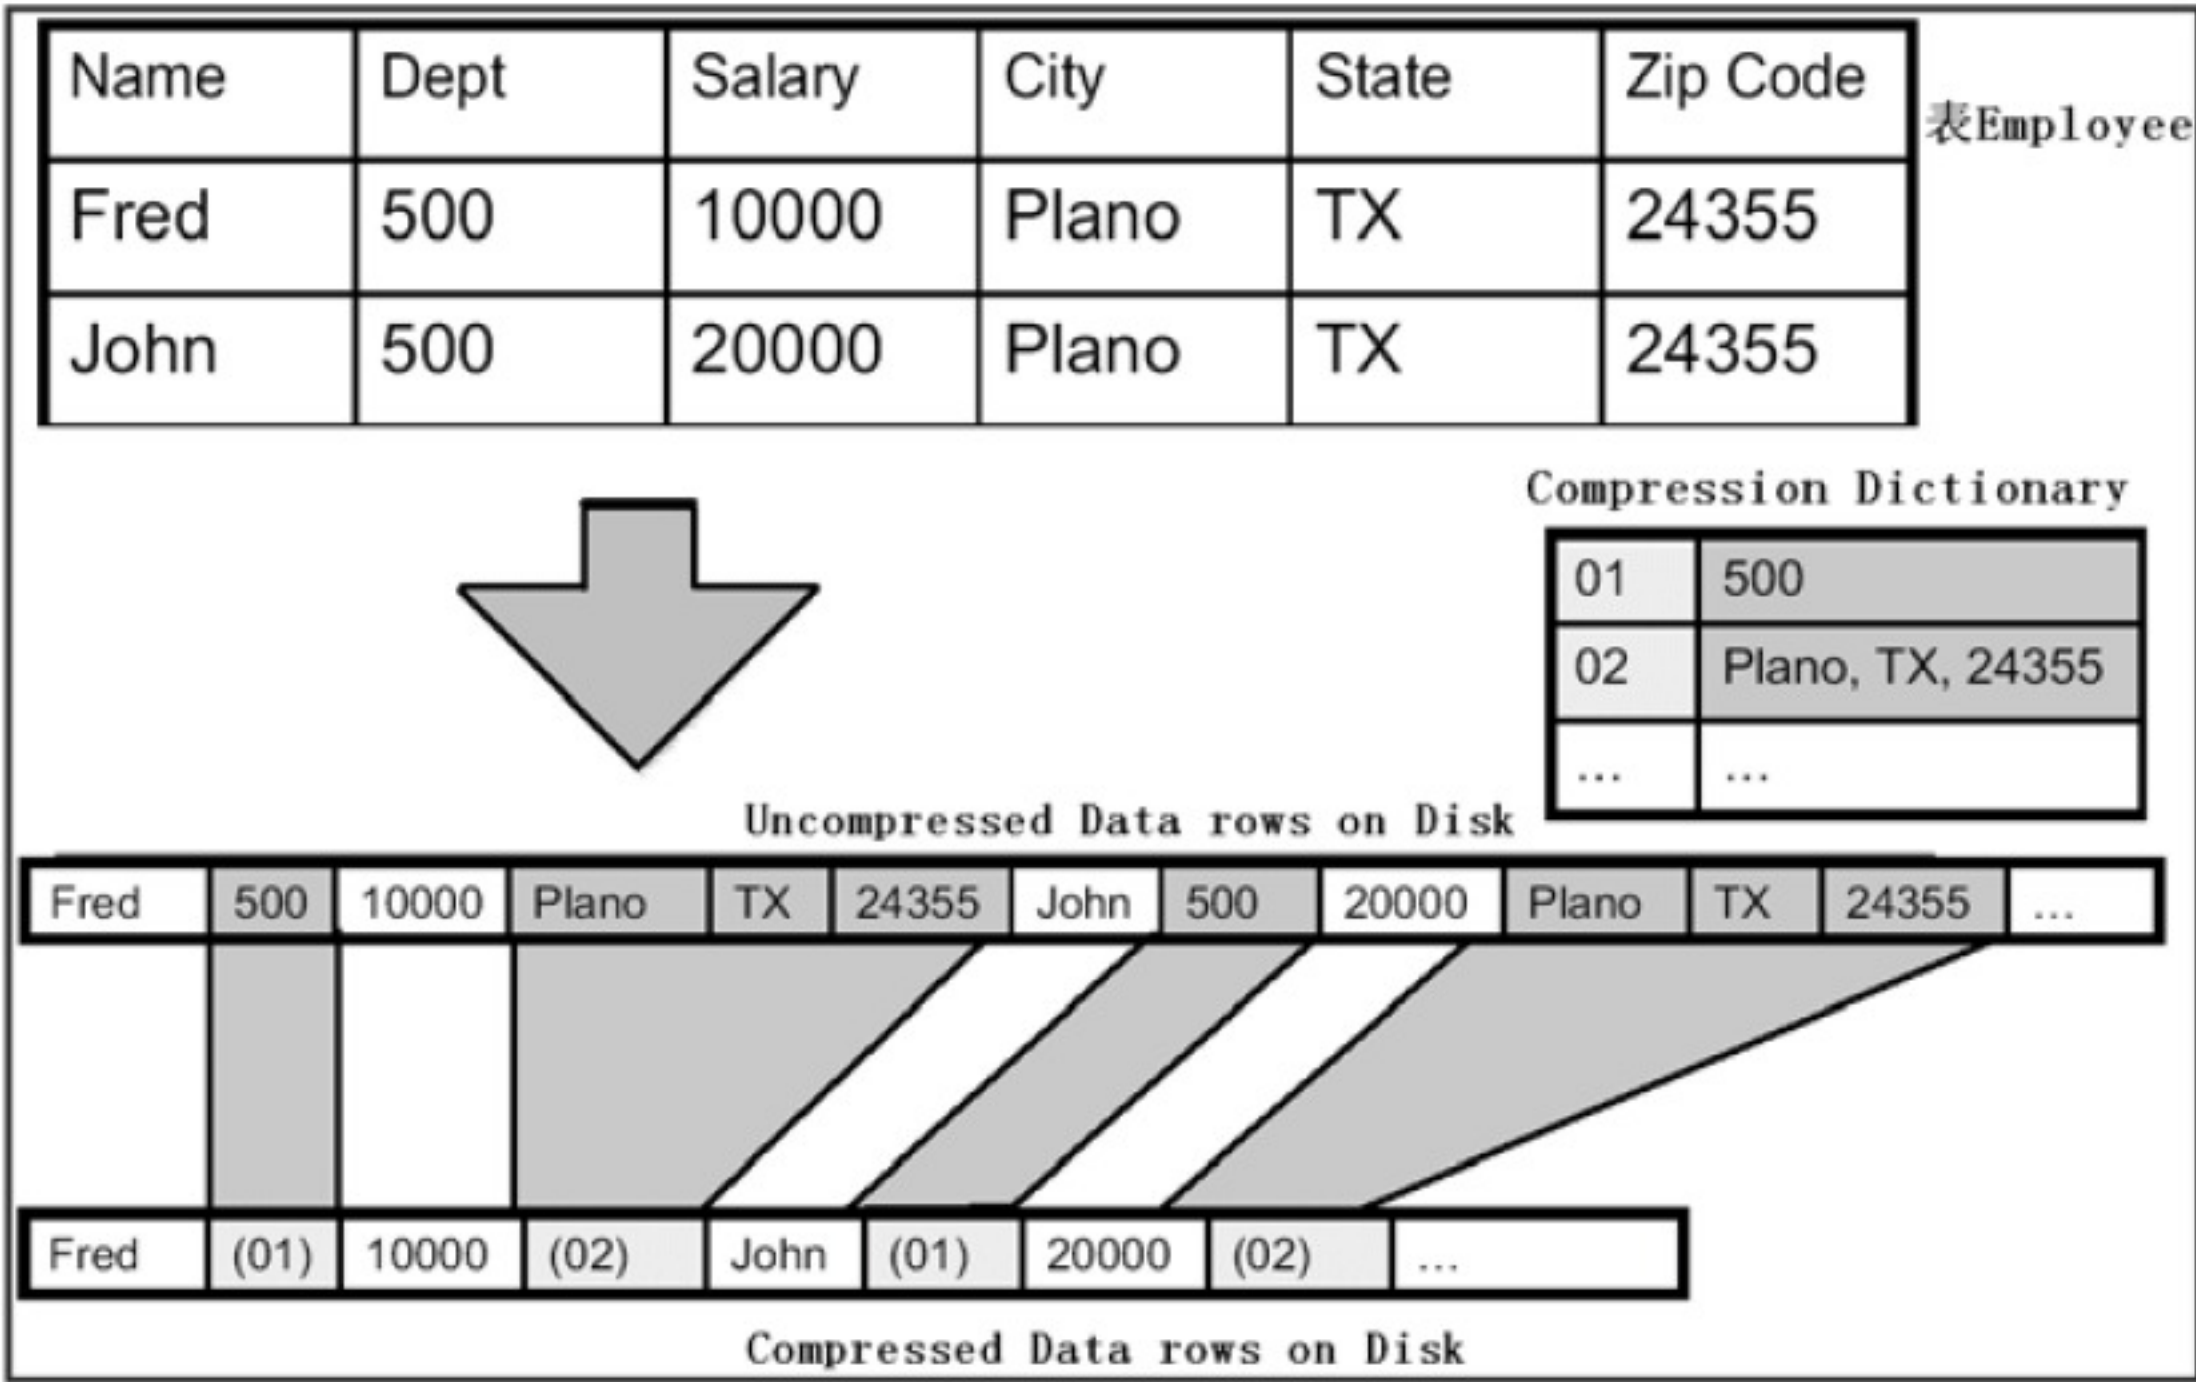 Name Dept Salary City State Zip Code
表Employee
Fred 500 10000 Plano TX 24355
John 500 20000 Plano TX 24355
Compression Dictionary
01 500
02 Plano, TX, 24355
... ...
Uncompressed Data rows on Disk
Fred 500 10000 Plano TX 24355 John 500 20000 Plano TX 24355 ...
Fred (01) 10000 (02) John (01) 20000 (02) ...
Compressed Data rows on Disk